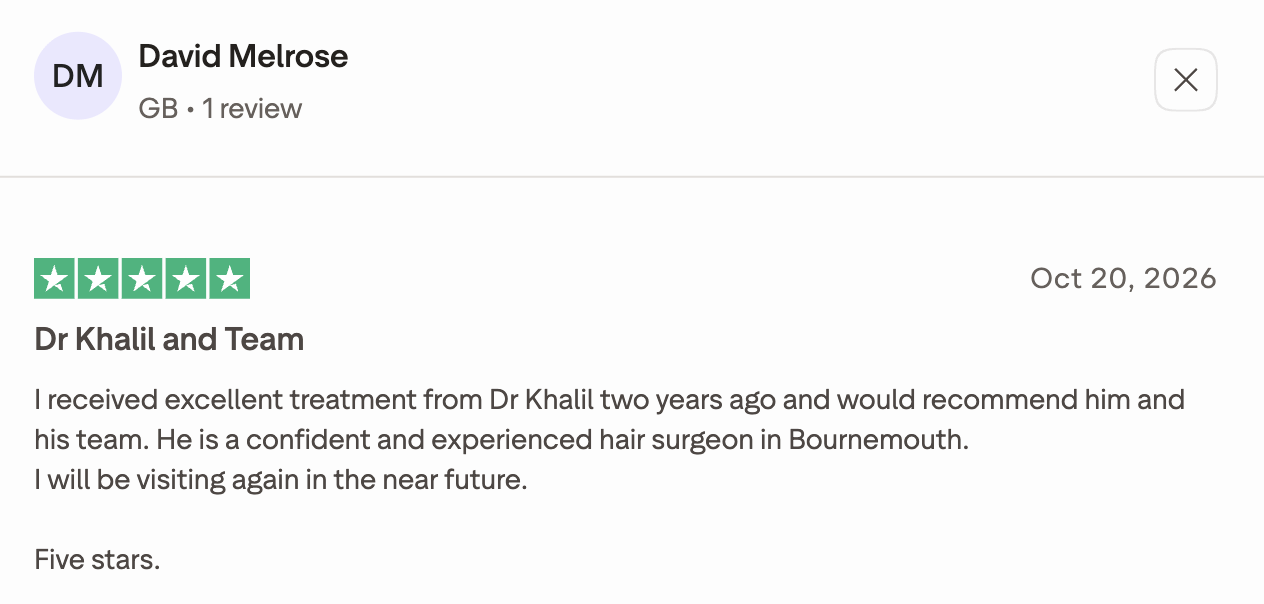 DM
David Melrose
GB • 1 review
Oct 20, 2026
Dr Khalil and Team
I received excellent treatment from Dr Khalil two years ago and would recommend him and
his team. He is a confident and experienced hair surgeon in Bournemouth.
I will be visiting again in the near future.
Five stars.